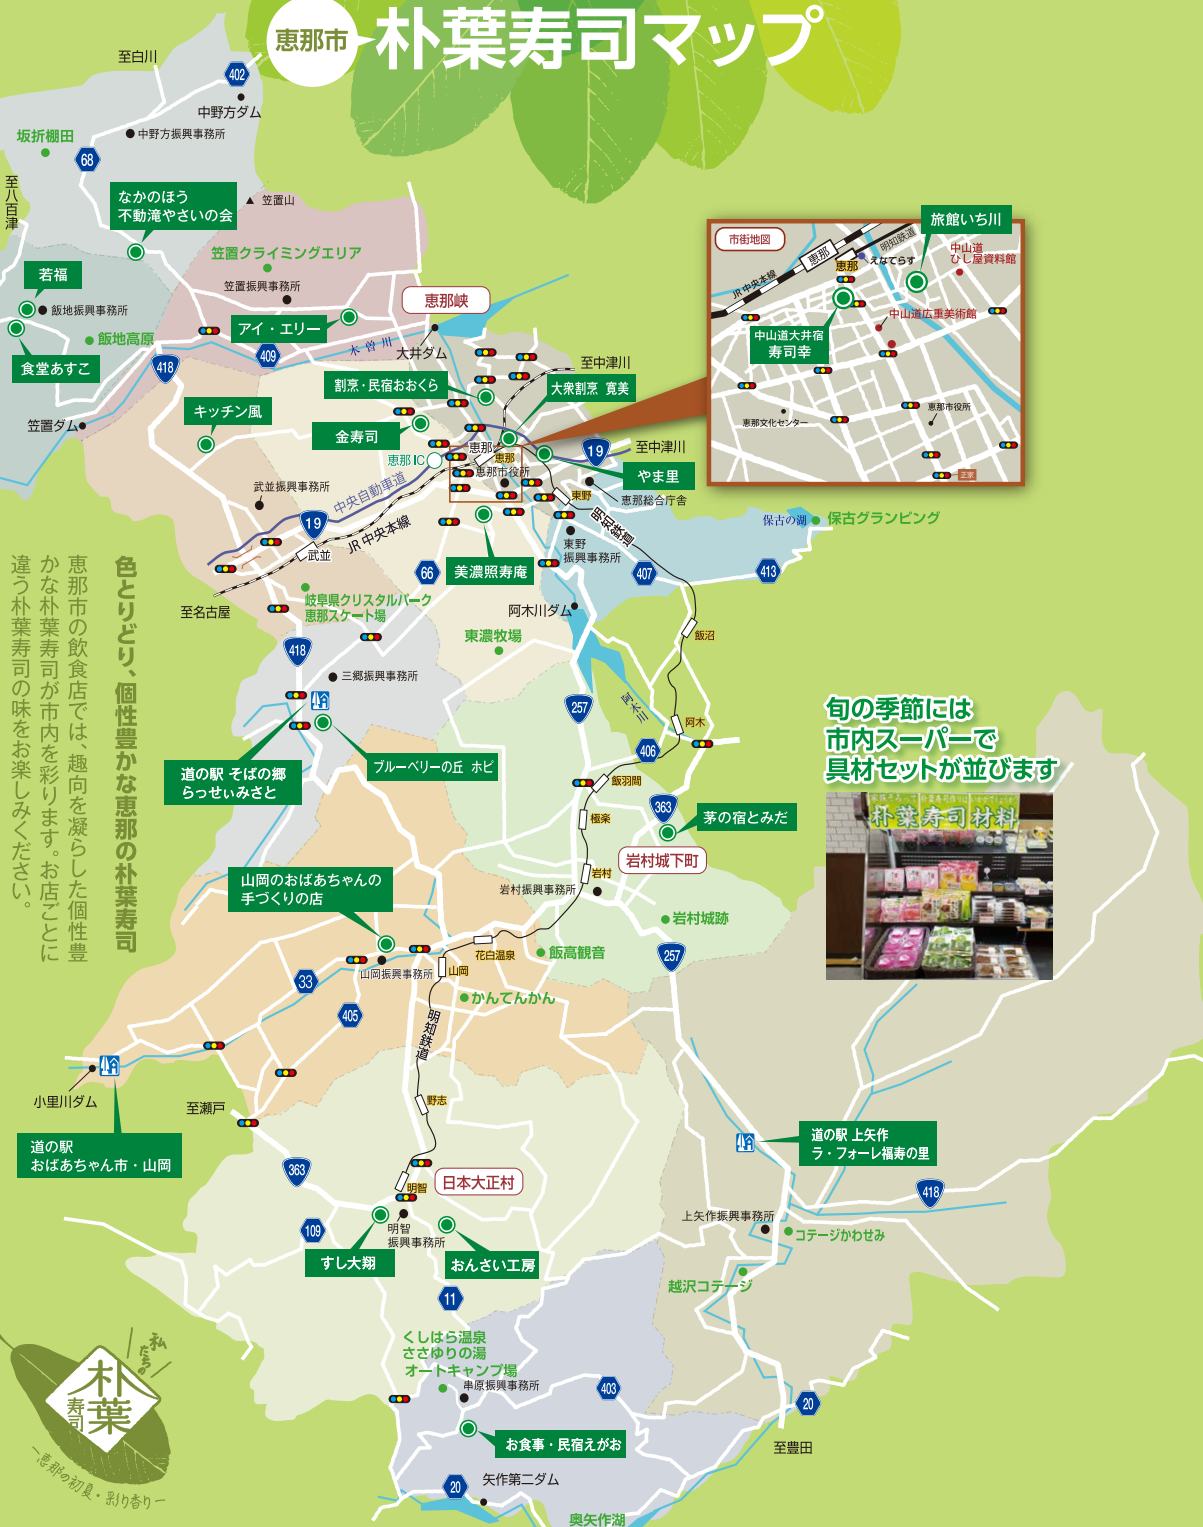 恵那市
朴葉寿司マップ
至白川
402
中野方ダム
中野方振興事務所
坂折棚田
68
至八百津
なかのほう
不動滝やさいの会
笠置山
笠置クライミングエリア
笠置振興事務所
若福
飯地振興事務所
飯地高原
食堂あすこ
アイ・エリー
恵那峡
木曽川
大井ダム
409
418
笠置ダム
キッチン風
割烹・民宿おおくら
金寿司
至中津川
大衆割烹 寛美
恵那IC
恵那
恵那
恵那市役所
19
至中津川
やま里
東野
恵那総合庁舎
武並振興事務所
中央自動車道
19
JR中央本線
武並
至名古屋
明知鉄道
東野
振興事務所
保古の湖
保古グランピング
66
美濃照寿庵
407
413
岐阜県クリスタルパーク
恵那スケート場
阿木川ダム
東濃牧場
飯沼
418
三郷振興事務所
257
阿木川
阿木
406
道の駅 そばの郷
らっせぃみさと
ブルーベリーの丘 ホピ
飯羽間
363
極楽
茅の宿とみだ
岩村城下町
岩村
岩村振興事務所
岩村城跡
山岡のおばあちゃんの
手づくりの店
花白温泉
飯高観音
257
山岡振興事務所
山岡
33
かんてんかん
405
明知鉄道
小里川ダム
至瀬戸
野志
道の駅
おばあちゃん市・山岡
363
日本大正村
明智
109
明智
振興事務所
すし大翔
おんさい工房
11
道の駅 上矢作
ラ・フォーレ福寿の里
418
上矢作振興事務所
コテージかわせみ
越沢コテージ
くしはら温泉
ささゆりの湯
オートキャンプ場
串原振興事務所
403
20
至豊田
お食事・民宿えがお
20
矢作第二ダム
奥矢作湖
市街地図
旅館いち川
明知鉄道
恵那
恵那
えなてらす
中山道
ひし屋資料館
JR中央本線
中山道広重美術館
中山道大井宿
寿司幸
恵那文化センター
恵那市役所
正家
色とりどり、個性豊かな恵那の朴葉寿司
恵那市の飲食店では、趣向を凝らした個性豊
かな朴葉寿司が市内を彩ります。お店ごとに
違う朴葉寿司の味をお楽しみください。
旬の季節には
市内スーパーで
具材セットが並びます
朴葉寿司材料
私たちの
朴葉
寿司
―恵那の初夏・彩り香り―